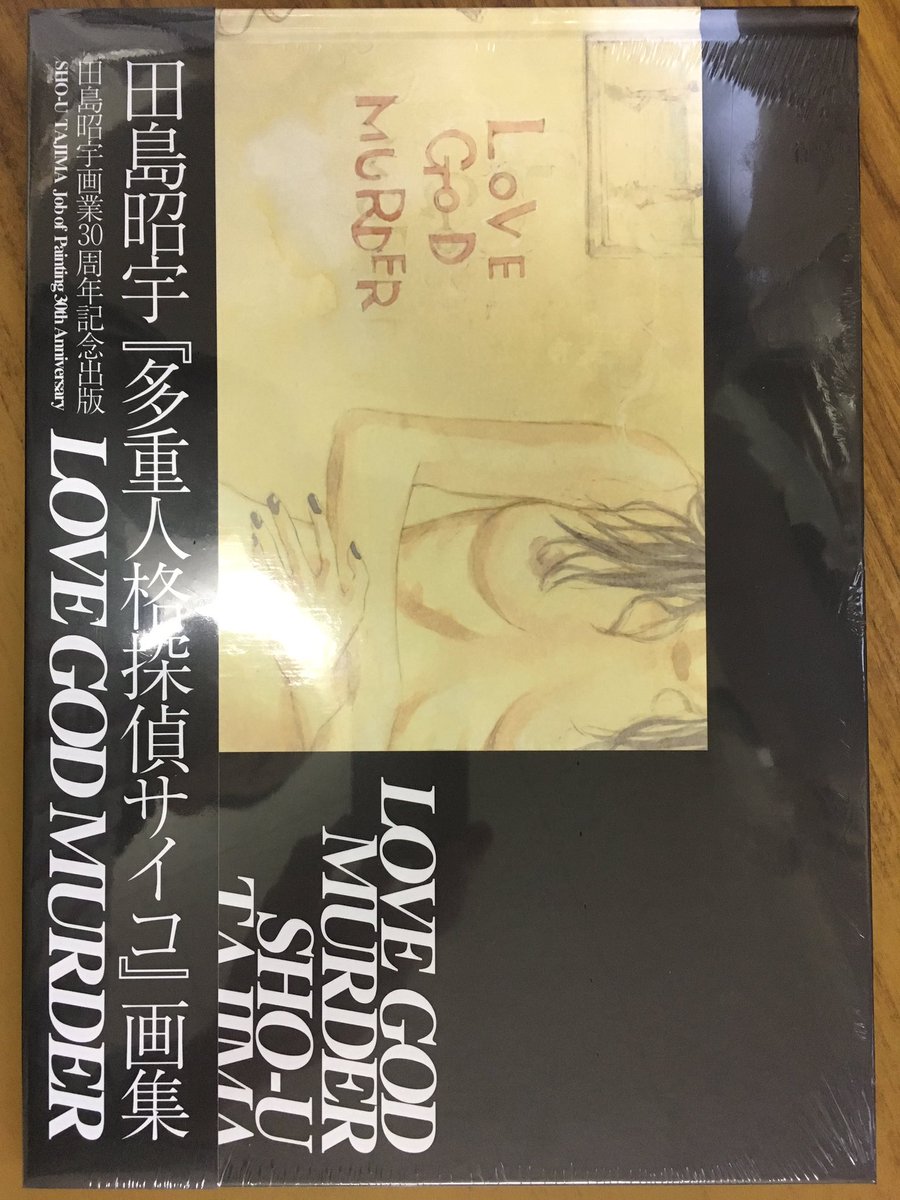 LOVE
GOD
MURDER
LOVE GOD
MURDER
SHO-U
TAJIMA
田島昭宇『多重人格探偵サイコ』画集
田島昭宇画業30周年記念出版
SHO-U TAJIMA Job of Painting 30th Anniversary
LOVE GOD MURDER